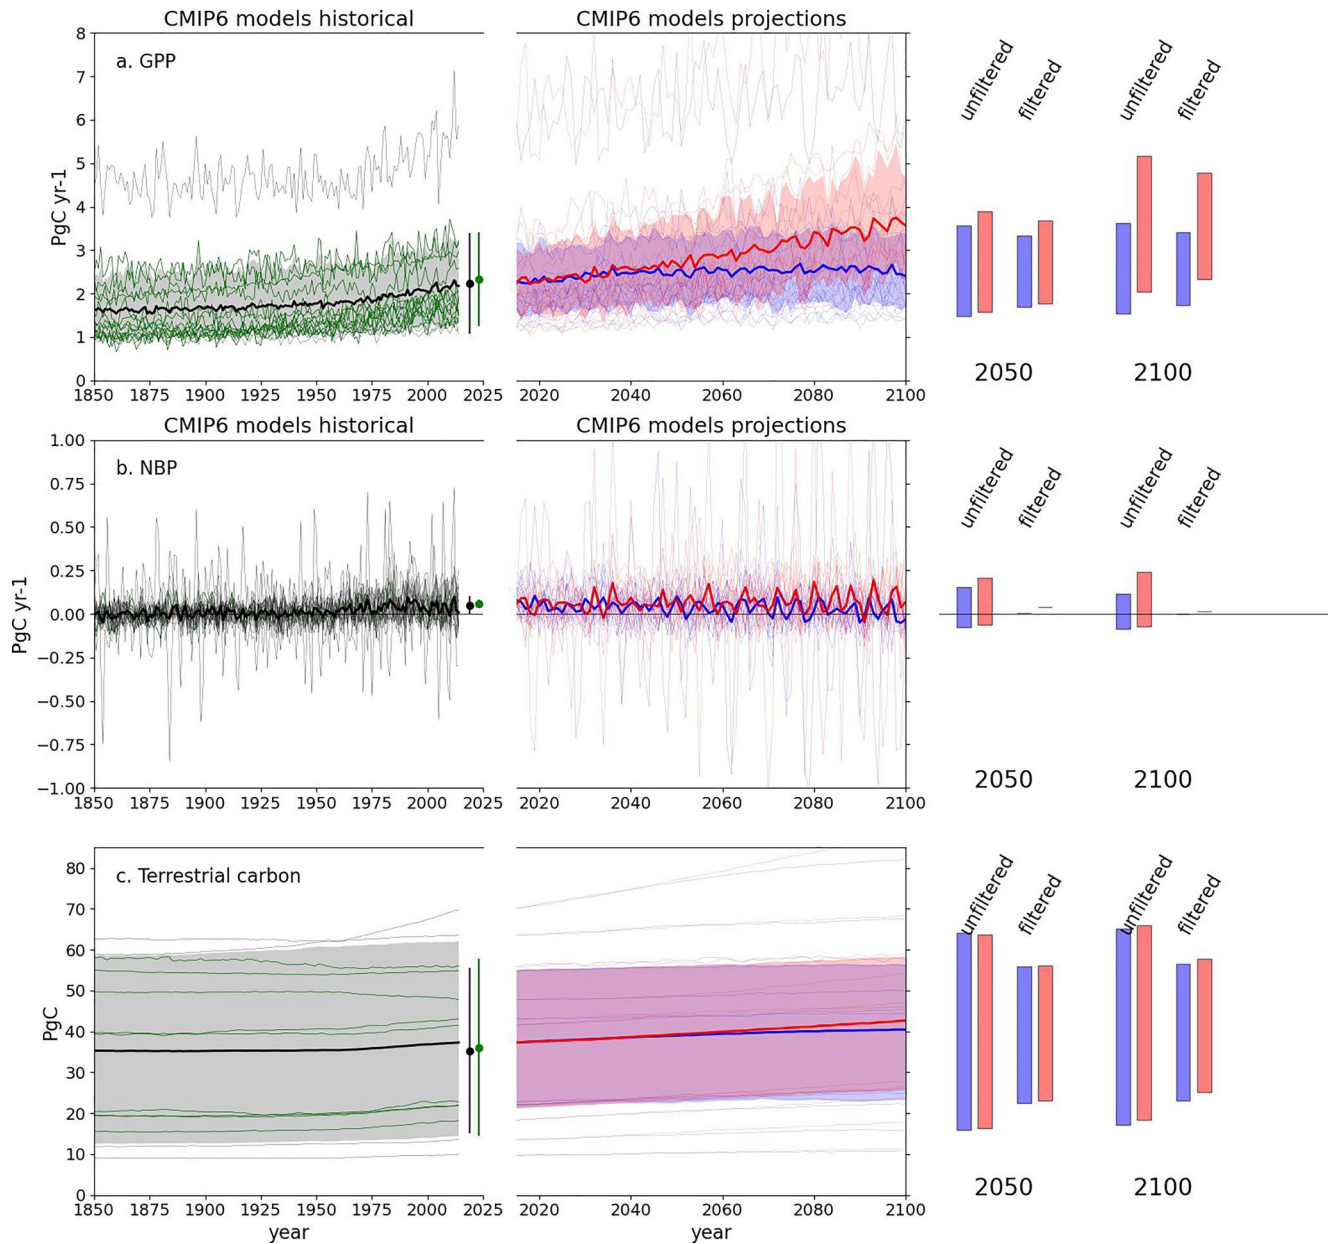 CMIP6 models historical
CMIP6 models projections
a. GPP
PgC yr-1
8
7
6
5
4
3
2
1
0
1850 1875 1900 1925 1950 1975 2000 2025
2020 2040 2060 2080 2100
unfiltered
filtered
unfiltered
filtered
2050
2100
CMIP6 models historical
CMIP6 models projections
b. NBP
PgC yr-1
1.00
0.75
0.50
0.25
0.00
−0.25
−0.50
−0.75
−1.00
1850 1875 1900 1925 1950 1975 2000 2025
2020 2040 2060 2080 2100
unfiltered
filtered
unfiltered
filtered
2050
2100
c. Terrestrial carbon
PgC
80
70
60
50
40
30
20
10
0
1850 1875 1900 1925 1950 1975 2000 2025
year
2020 2040 2060 2080 2100
year
unfiltered
filtered
unfiltered
filtered
2050
2100